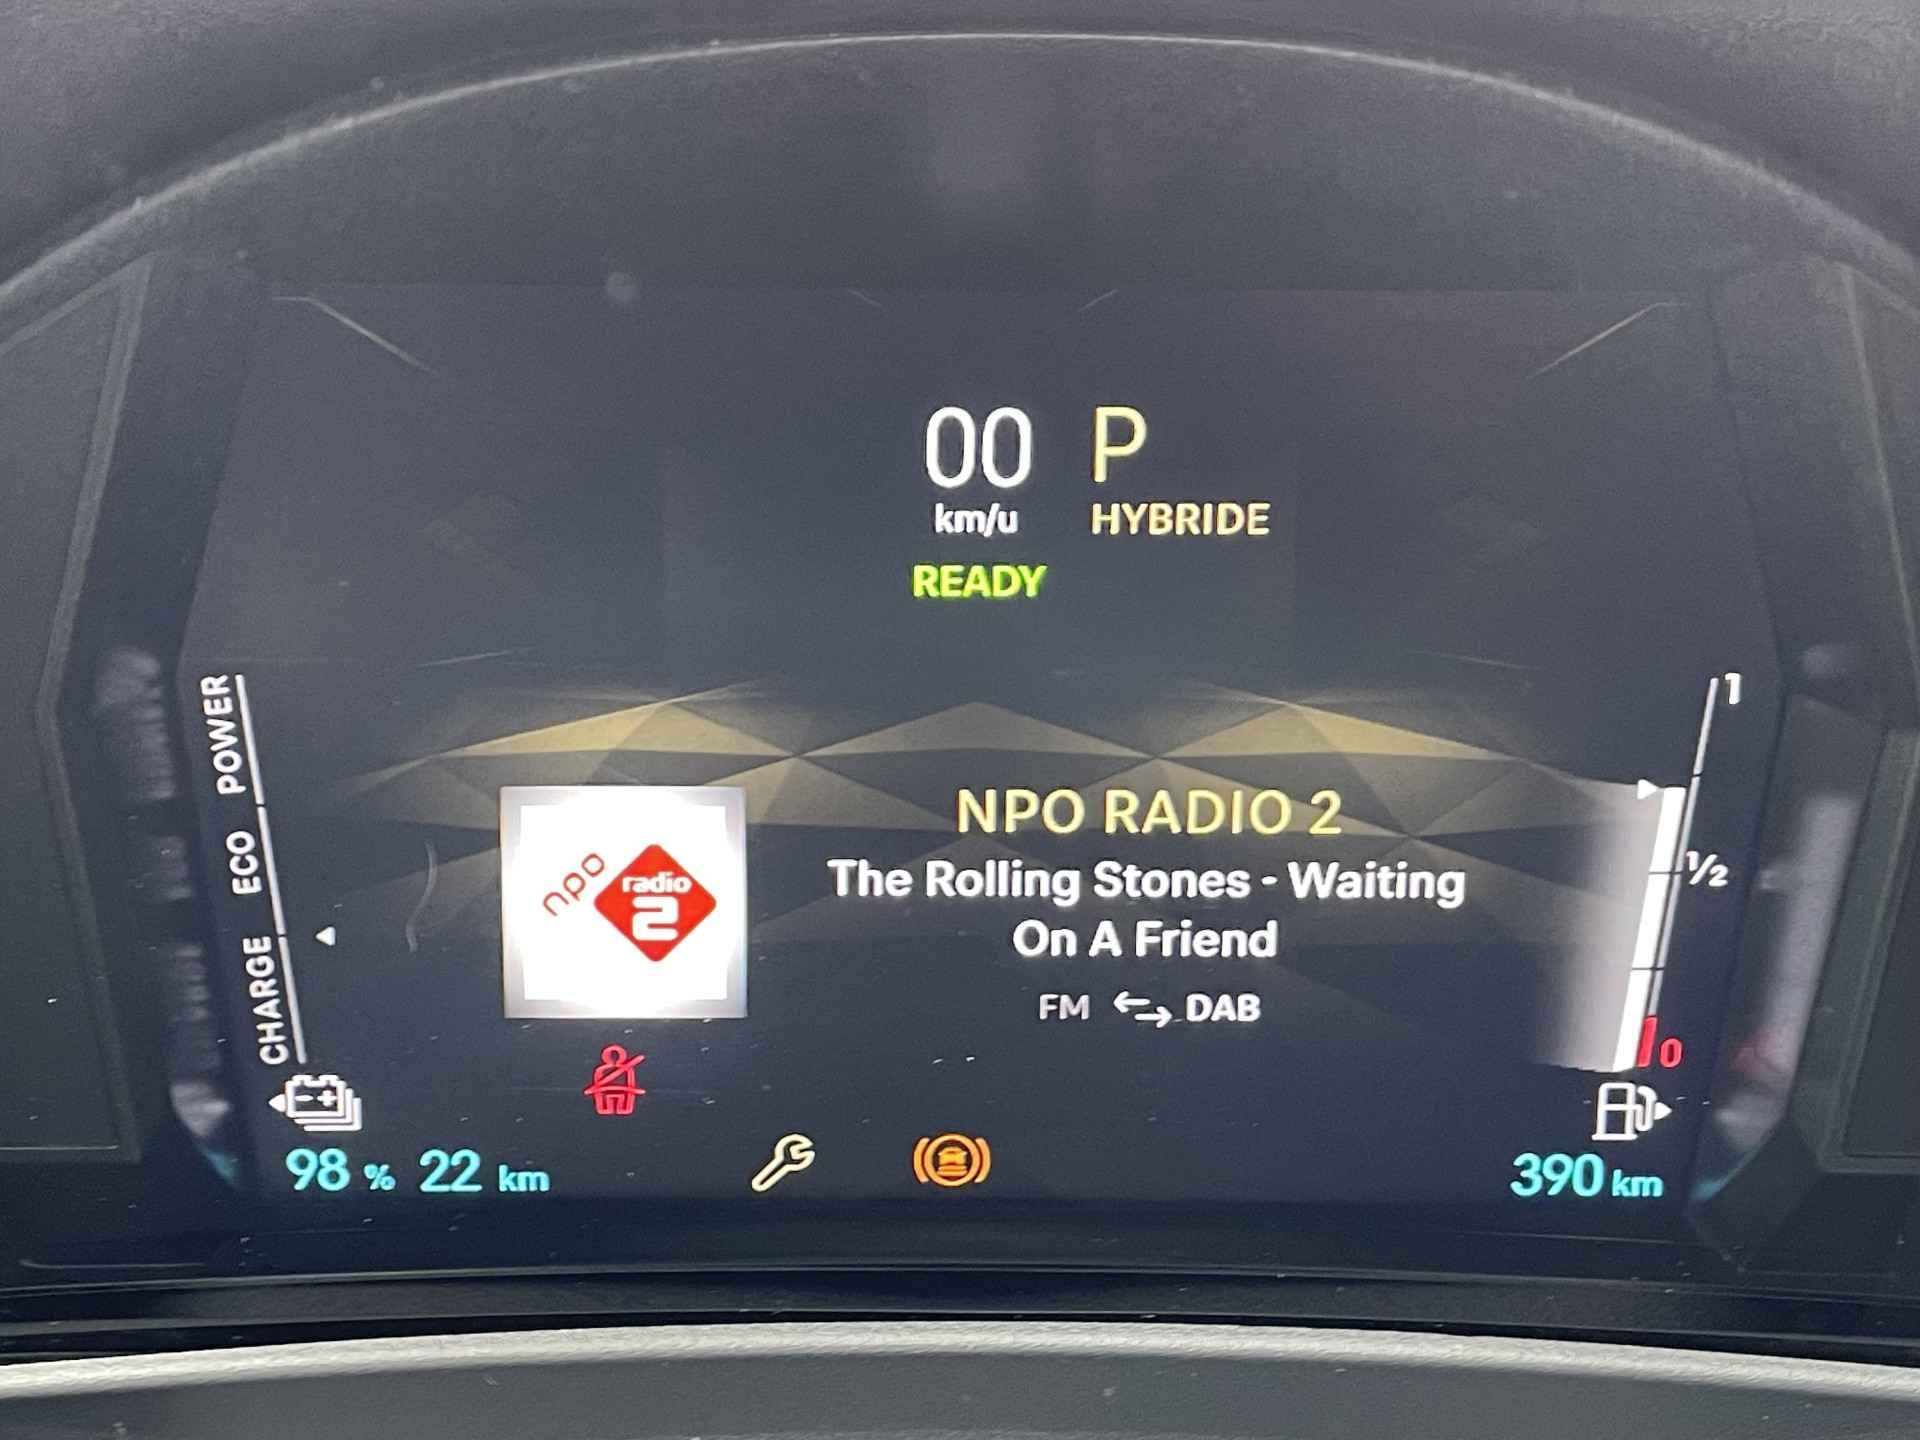 00 P
km/u HYBRIDE
READY
POWER
ECO
CHARGE
1
1/2
0
npo radio 2
NPO RADIO 2
The Rolling Stones - Waiting
On A Friend
FM DAB
98 % 22 km
390 km